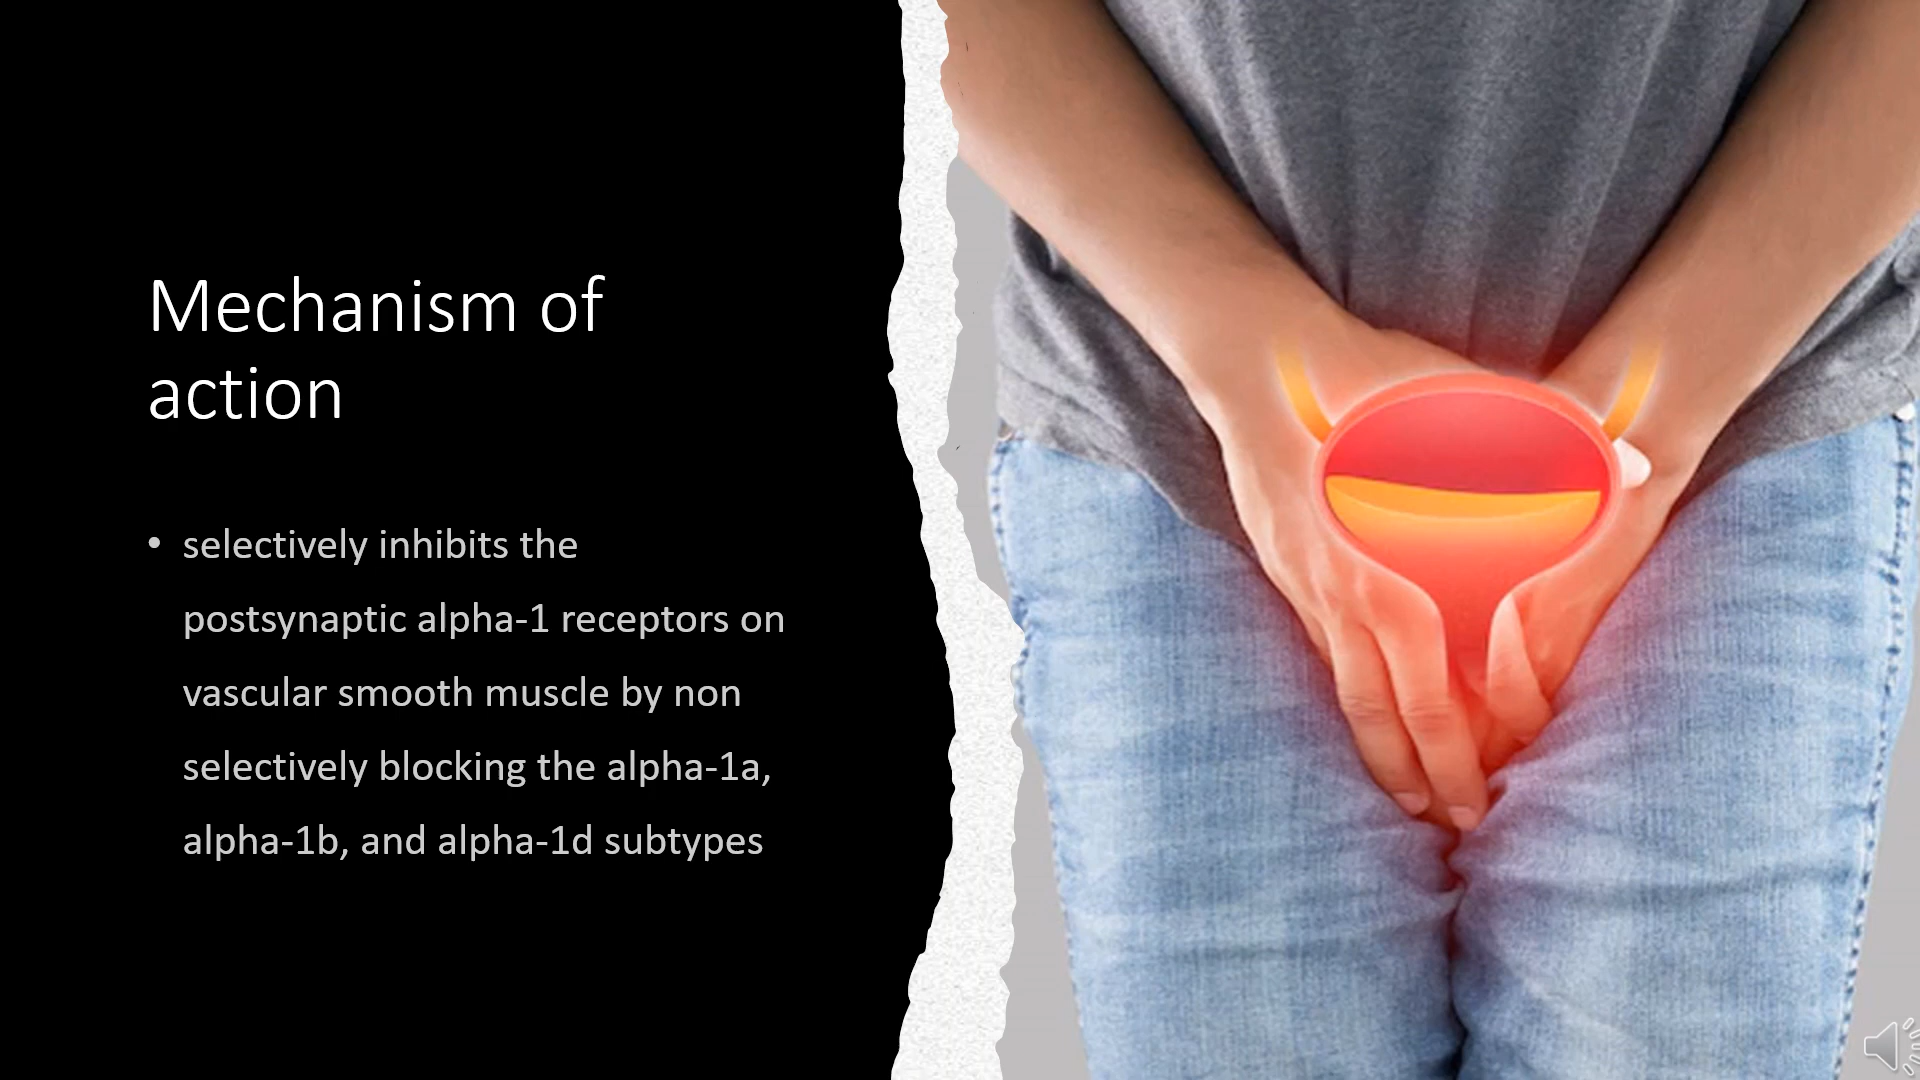 Mechanism of
action
• selectively inhibits the
postsynaptic alpha-1 receptors on
vascular smooth muscle by non
selectively blocking the alpha-1a,
alpha-1b, and alpha-1d subtypes